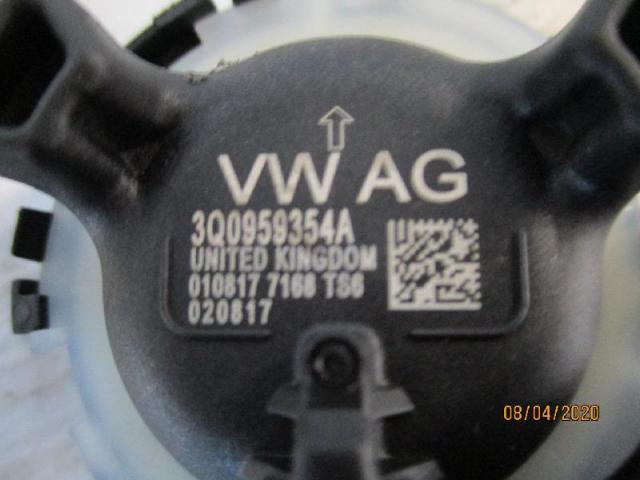 VW AG
3Q0959354A
UNITED KINGDOM
010817 7168 TS6
020817
08/04/2020